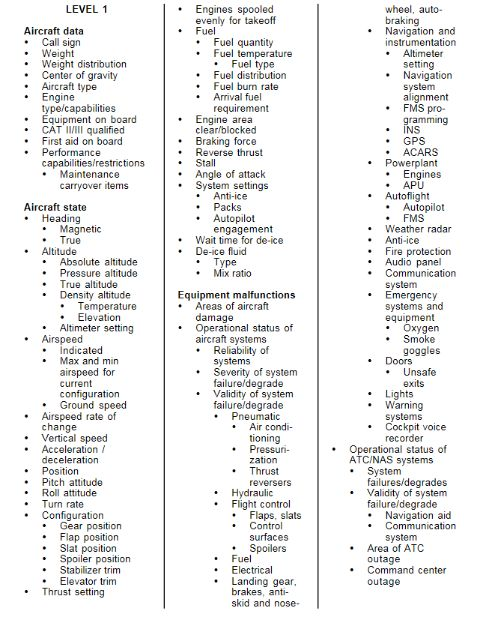 LEVEL 1
Aircraft data
• Call sign
• Weight
• Weight distribution
• Center of gravity
• Aircraft type
• Engine
type/capabilities
• Equipment on board
• CAT II/III qualified
• First aid on board
• Performance
capabilities/restrictions
• Maintenance
carryover items
Aircraft state
• Heading
• Magnetic
• True
• Altitude
• Absolute altitude
• Pressure altitude
• True altitude
• Density altitude
• Temperature
• Elevation
• Altimeter setting
• Airspeed
• Indicated
• Max and min
airspeed for
current
configuration
• Ground speed
• Airspeed rate of
change
• Vertical speed
• Acceleration /
deceleration
• Position
• Pitch attitude
• Roll attitude
• Turn rate
• Configuration
• Gear position
• Flap position
• Slat position
• Spoiler position
• Stabilizer trim
• Elevator trim
• Thrust setting
• Engines spooled
evenly for takeoff
• Fuel
• Fuel quantity
• Fuel temperature
• Fuel type
• Fuel distribution
• Fuel burn rate
• Arrival fuel
requirement
• Engine area
clear/blocked
• Braking force
• Reverse thrust
• Stall
• Angle of attack
• System settings
• Anti-ice
• Packs
• Autopilot
engagement
• Wait time for de-ice
• De-ice fluid
• Type
• Mix ratio
Equipment malfunctions
• Areas of aircraft
damage
• Operational status of
aircraft systems
• Reliability of
systems
• Severity of system
failure/degrade
• Validity of system
failure/degrade
• Pneumatic
• Air condi-
tioning
• Pressuri-
zation
• Thrust
reversers
• Hydraulic
• Flight control
• Flaps, slats
• Control
surfaces
• Spoilers
• Fuel
• Electrical
• Landing gear,
brakes, anti-
skid and nose-
wheel, auto-
braking
• Navigation and
instrumentation
• Altimeter
setting
• Navigation
system
alignment
• FMS pro-
gramming
• INS
• GPS
• ACARS
• Powerplant
• Engines
• APU
• Autoflight
• Autopilot
• FMS
• Weather radar
• Anti-ice
• Fire protection
• Audio panel
• Communication
system
• Emergency
systems and
equipment
• Oxygen
• Smoke
goggles
• Doors
• Unsafe
exits
• Lights
• Warning
systems
• Cockpit voice
recorder
• Operational status of
ATC/NAS systems
• System
failures/degrades
• Validity of system
failure/degrade
• Navigation aid
• Communication
system
• Area of ATC
outage
• Command center
outage